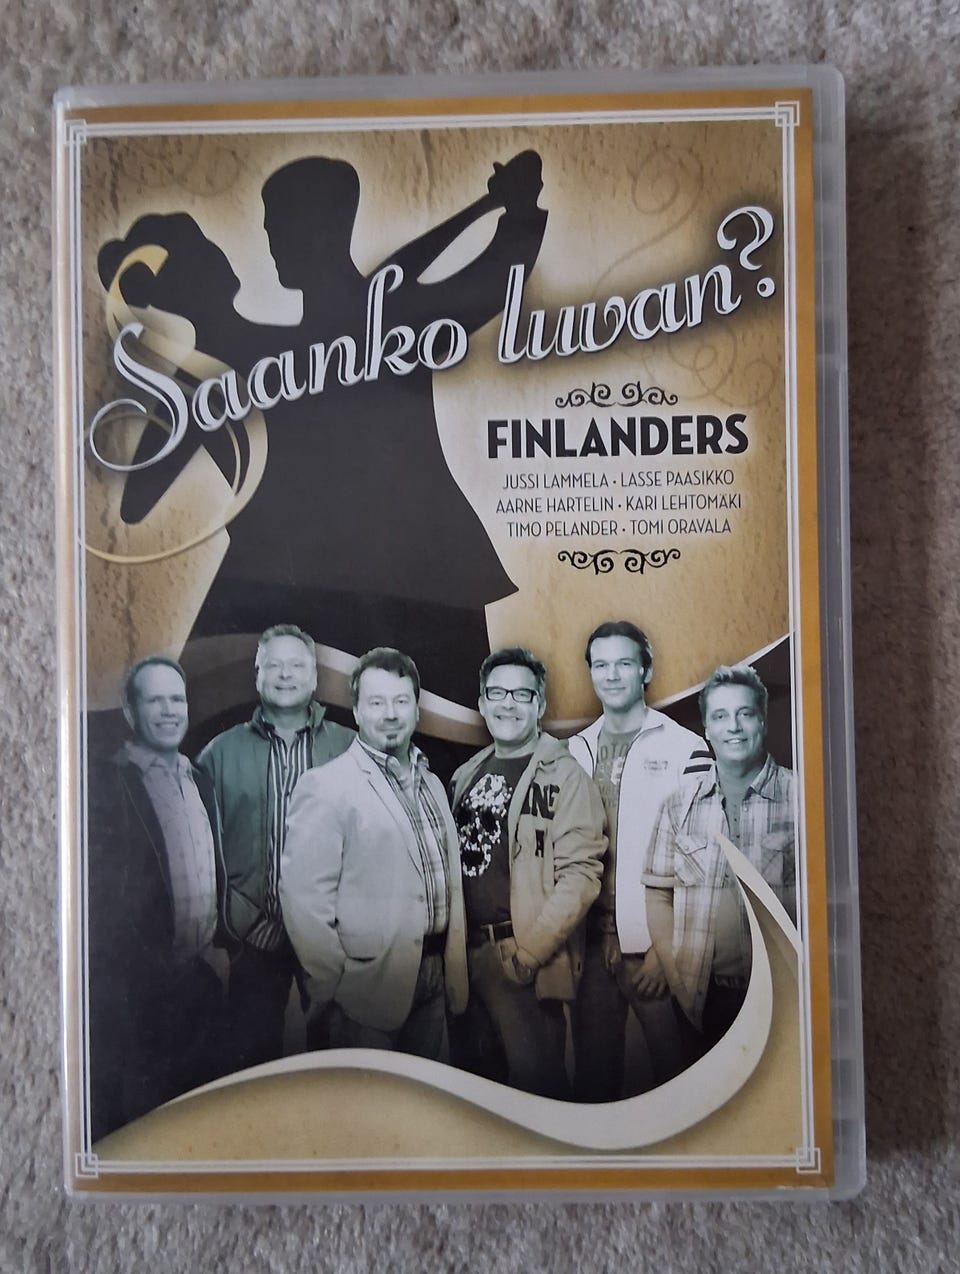 Saanko luvan?
FINLANDERS
JUSSI LAMMELA • LASSE PAASIKKO
AARNE HARTELIN • KARI LEHTOMÄKI
TIMO PELANDER • TOMI ORAVALA